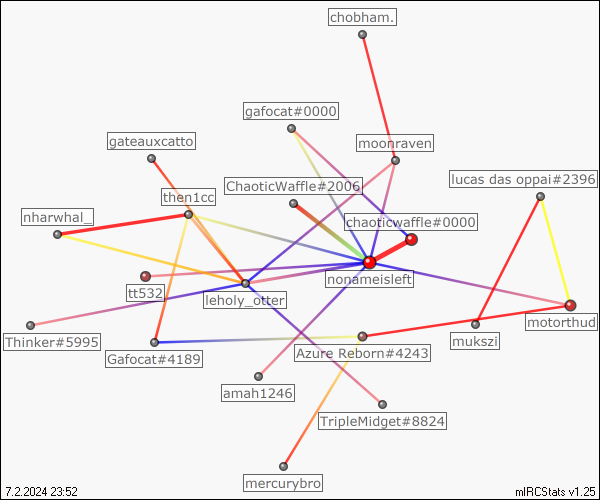 chobham.
gafocat#0000
gateauxcatto
moonraven
ChaoticWaffle#2006
lucas das oppai#2396
then1cc
nharwhal_
chaoticwaffle#0000
nonameisleft
tt532
leholy_otter
motorthud
Thinker#5995
Gafocat#4189
Azure Reborn#4243
mukszi
amah1246
TripleMidget#8824
mercurybro
7.2.2024 23:52
mIRCStats v1.25